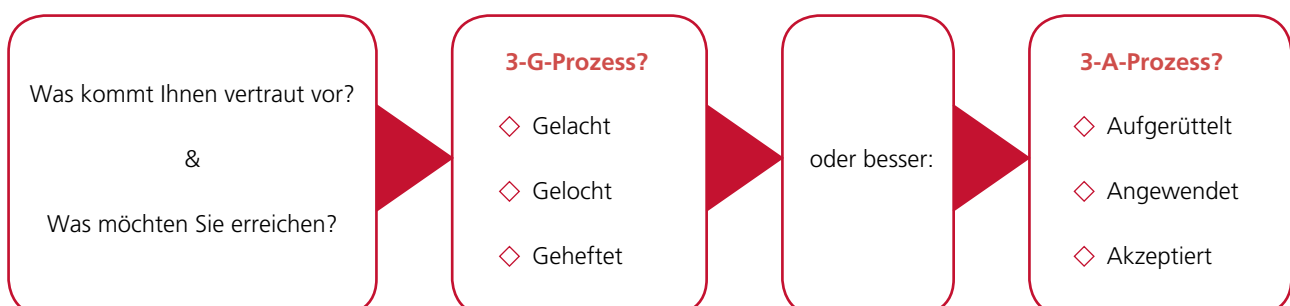 Was kommt Ihnen vertraut vor?
&
Was möchten Sie erreichen?
3-G-Prozess?
Gelacht
Gelocht
Geheftet
oder besser:
3-A-Prozess?
Aufgerüttelt
Angewendet
Akzeptiert